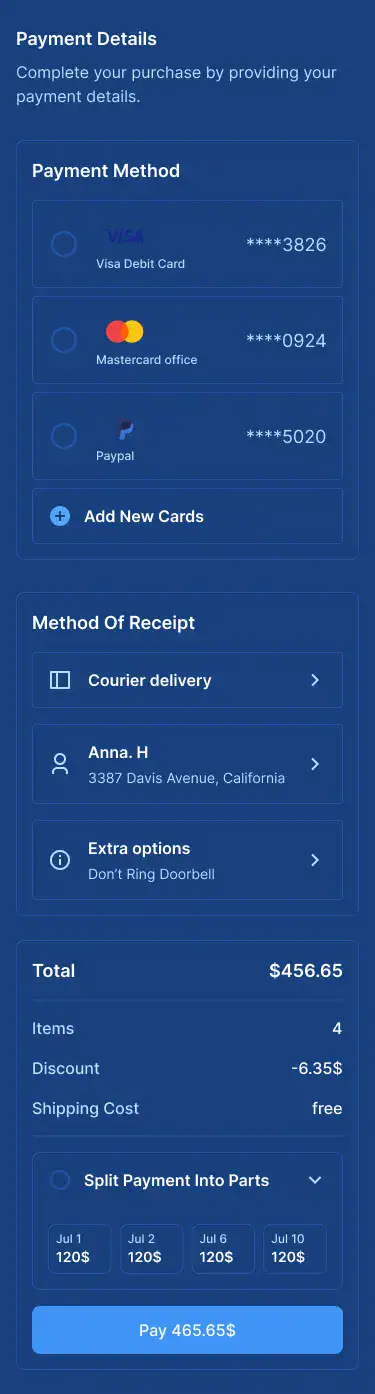 Payment Details
Complete your purchase by providing your
payment details.
Payment Method
VISA
Visa Debit Card
****3826
Mastercard office
****0924
Paypal
****5020
Add New Cards
Method Of Receipt
Courier delivery
Anna. H
3387 Davis Avenue, California
Extra options
Don’t Ring Doorbell
Total $456.65
Items 4
Discount -6.35$
Shipping Cost free
Split Payment Into Parts
Jul 1 Jul 2 Jul 6 Jul 10
120$ 120$ 120$ 120$
Pay 465.65$